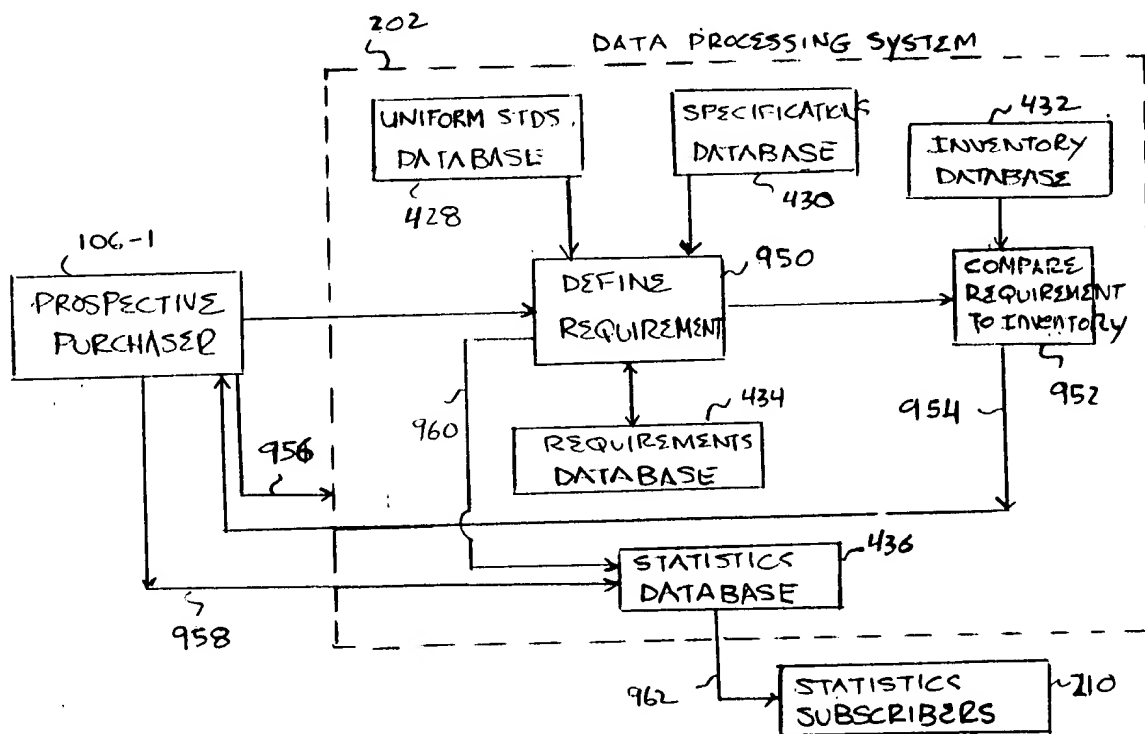 202
DATA PROCESSING SYSTEM
UNIFORM STDS.
DATABASE
428
SPECIFICATIONS
DATABASE
430
432
INVENTORY
DATABASE
106-1
PROSPECTIVE
PURCHASER
DEFINE
REQUIREMENT
950
COMPARE
REQUIREMENT
TO INVENTORY
952
954
960
434
REQUIREMENTS
DATABASE
956
436
STATISTICS
DATABASE
958
962
STATISTICS
SUBSCRIBERS
210